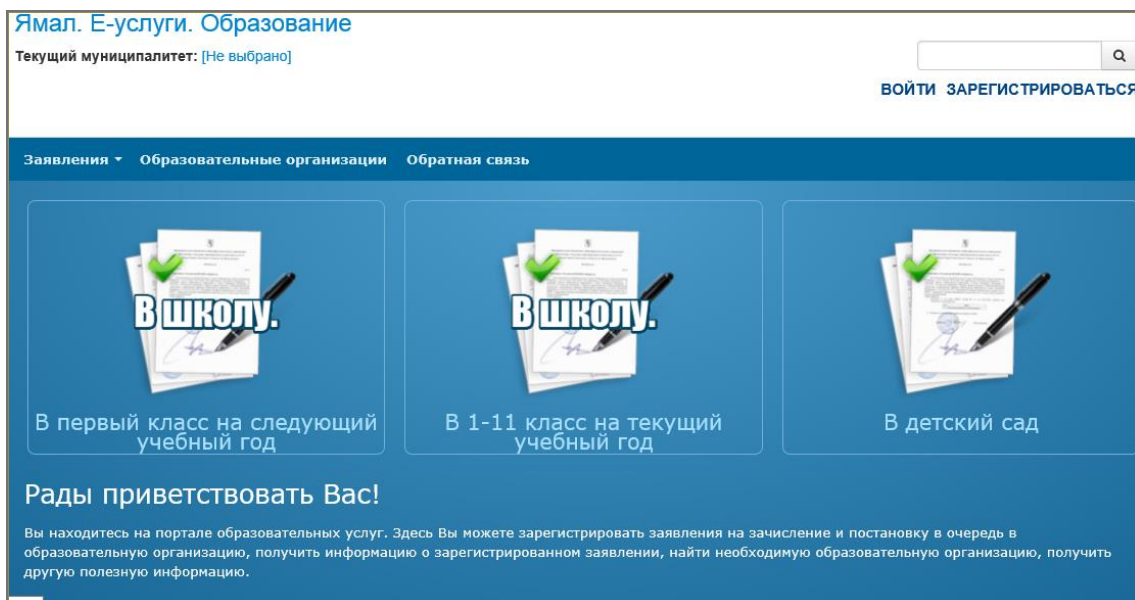 Ямал. Е-услуги. Образование
Текущий муниципалитет: [Не выбрано]
ВОЙТИ ЗАРЕГИСТРИРОВАТЬСЯ
Заявления Образовательные организации Обратная связь
В школу.
В первый класс на следующий
учебный год
В школу.
В 1-11 класс на текущий
учебный год
В детский сад
Рады приветствовать Вас!
Вы находитесь на портале образовательных услуг. Здесь Вы можете зарегистрировать заявления на зачисление и постановку в очередь в
образовательную организацию, получить информацию о зарегистрированном заявлении, найти необходимую образовательную организацию, получить
другую полезную информацию.